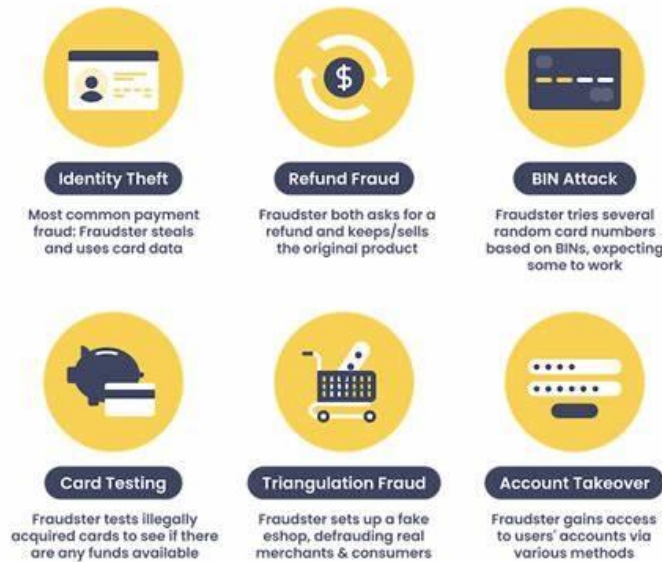 Identity Theft
Most common payment
fraud: Fraudster steals
and uses card data
Refund Fraud
Fraudster both asks for a
refund and keeps/sells
the original product
BIN Attack
Fraudster tries several
random card numbers
based on BINs, expecting
some to work
Card Testing
Fraudster tests illegally
acquired cards to see if there
are any funds available
Triangulation Fraud
Fraudster sets up a fake
eshop, defrauding real
merchants & consumers
Account Takeover
Fraudster gains access
to users' accounts via
various methods